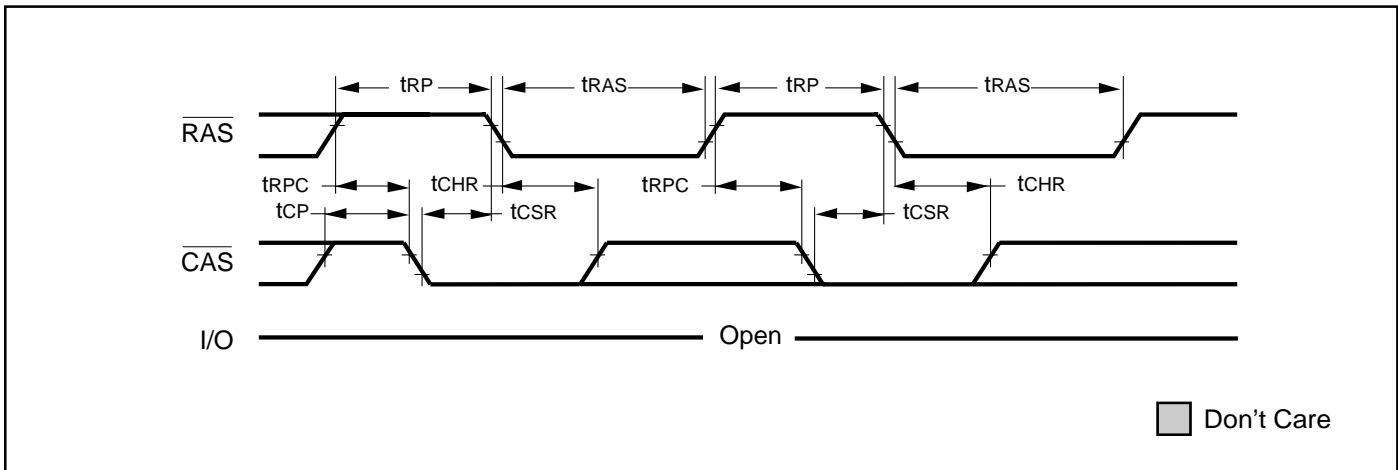 tRP tRAS tRP tRAS
RAS
tRPC tCHR tRPC tCHR
tCP tCSR tCSR
CAS
I/O Open
Don't Care